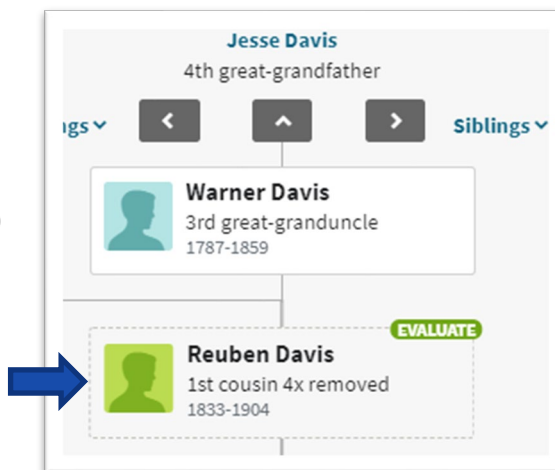 Jesse Davis
4th great-grandfather
Siblings
Warner Davis
3rd great-granduncle
1787-1859
EVALUATE
Reuben Davis
1st cousin 4x removed
1833-1904